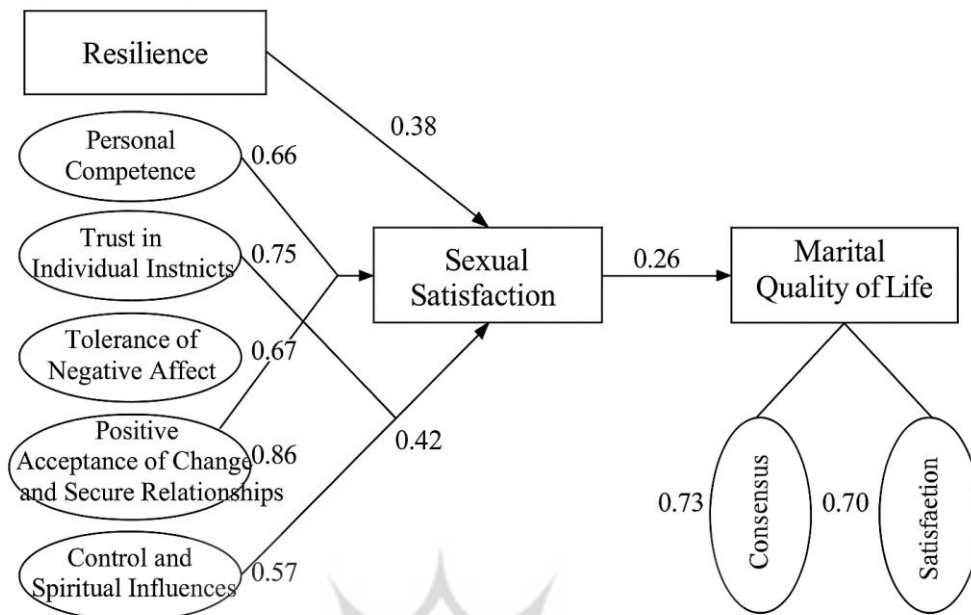 Resilience
0.38
Personal
Competence
0.66
Trust in
Individual Instnicts
0.75
Tolerance of
Negative Affect
0.67
Positive
Acceptance of Change
and Secure Relationships
0.86
Control and
Spiritual Influences
0.57
0.42
Sexual
Satisfaction
0.26
Marital
Quality of Life
0.73
Consensus
0.70
Satisfaction